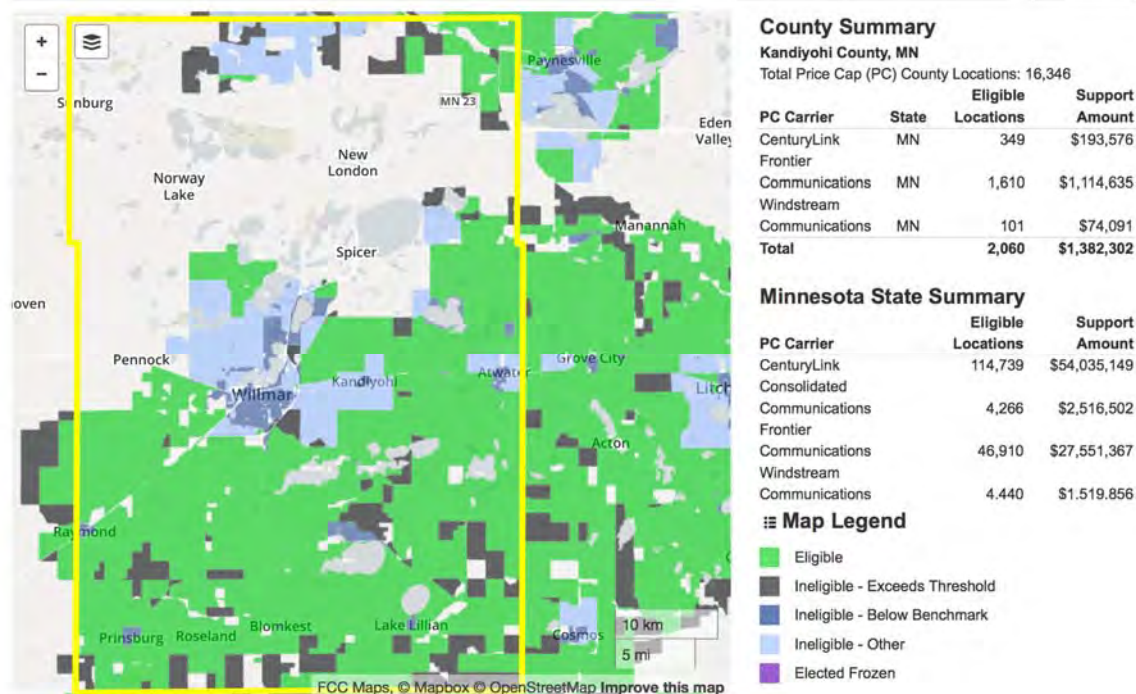 +
−
Sunburg
MN 23
Paynesville
Eden
Valley
New
London
Norway
Lake
Manannah
Spicer
oven
Pennock
Grove City
Atwater
Kandiyohi
Litch
Willmar
Acton
Raymond
Prinsburg
Roseland
Blomkest
Lake Lillian
Cosmos
10 km
5 mi
FCC Maps, © Mapbox © OpenStreetMap Improve this map
County Summary
Kandiyohi County, MN
Total Price Cap (PC) County Locations: 16,346
Eligible Support
PC Carrier State Locations Amount
CenturyLink MN 349 $193,576
Frontier
Communications MN 1,610 $1,114,635
Windstream
Communications MN 101 $74,091
Total 2,060 $1,382,302
Minnesota State Summary
Eligible Support
PC Carrier Locations Amount
CenturyLink 114,739 $54,035,149
Consolidated
Communications 4,266 $2,516,502
Frontier
Communications 46,910 $27,551,367
Windstream
Communications 4.440 $1.519.856
Map Legend
Eligible
Ineligible - Exceeds Threshold
Ineligible - Below Benchmark
Ineligible - Other
Elected Frozen